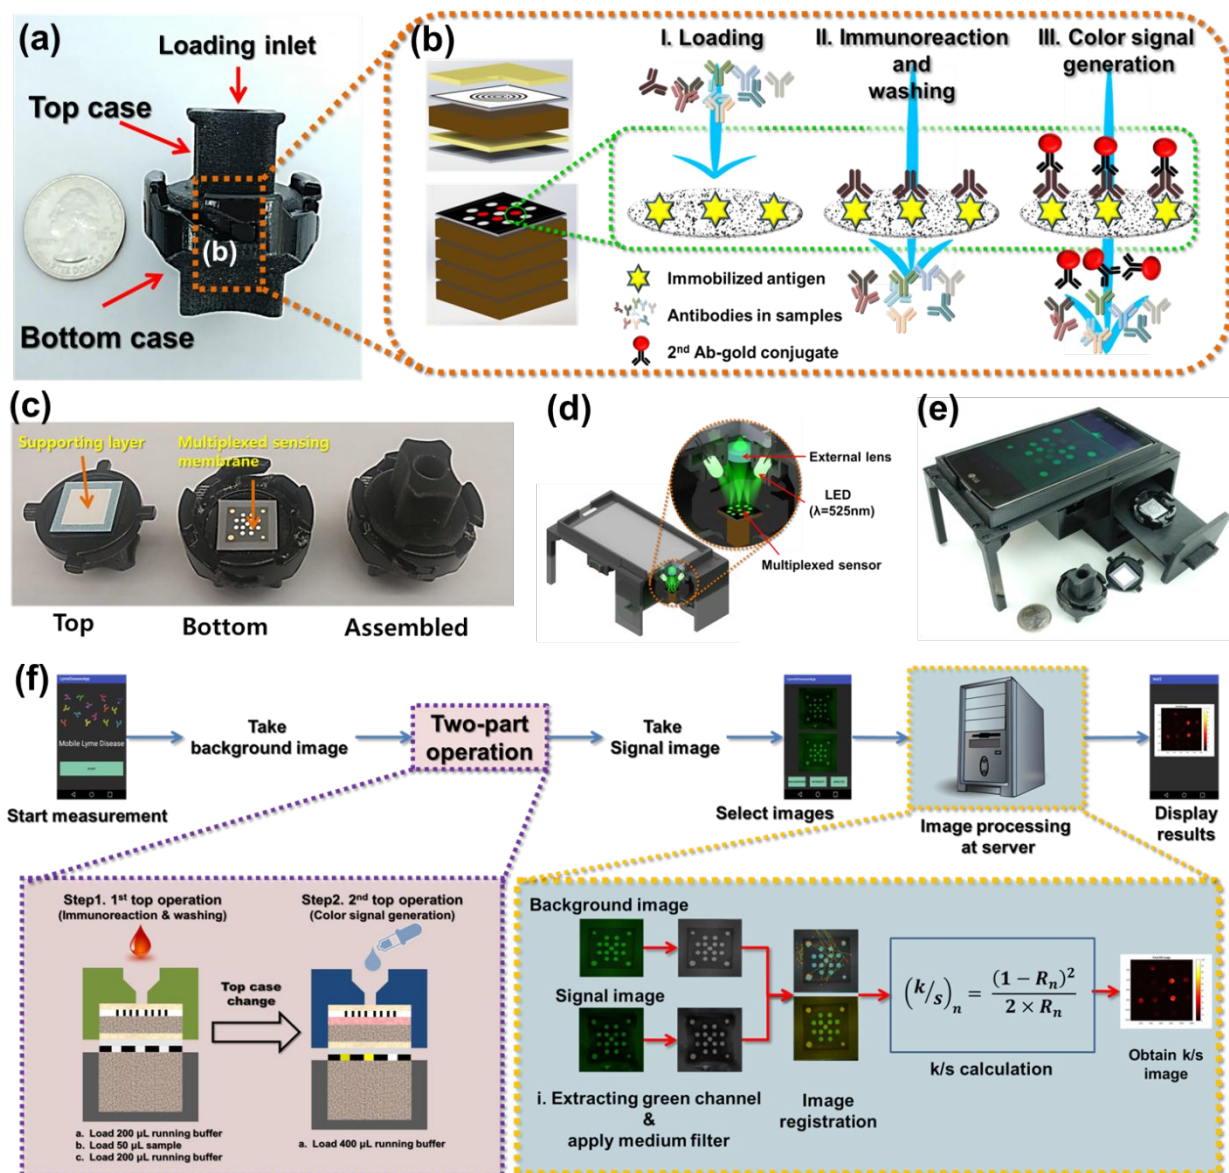 (a)
Loading inlet
Top case
(b)
Bottom case
(b)
I. Loading
II. Immunoreaction
and
washing
III. Color signal
generation
Immobilized antigen
Antibodies in samples
2nd Ab-gold conjugate
(c)
Supporting layer
Multiplexed sensing
membrane
Top
Bottom
Assembled
(d)
External lens
LED
(λ=525nm)
Multiplexed sensor
(e)
LG
(f)
Mobile Lyme Disease
START
Start measurement
Take
background image
Two-part
operation
Take
Signal image
Select images
Image processing
at server
Display
results
Step1. 1st top operation
(Immunoreaction & washing)
Top case
change
Step2. 2nd top operation
(Color signal generation)
a. Load 200 µL running buffer
b. Load 50 µL sample
c. Load 200 µL running buffer
a. Load 400 µL running buffer
Background image
Signal image
i. Extracting green channel
&
apply medium filter
Image
registration
(k/s)n = (1 − Rn)2 / 2 × Rn
k/s calculation
Obtain k/s
image